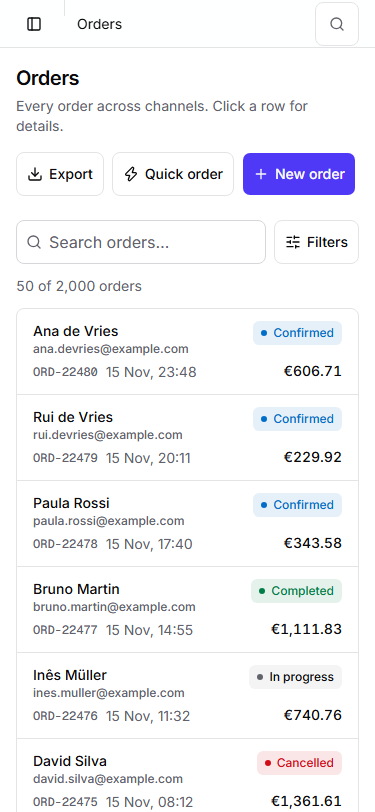 Orders
Orders
Every order across channels. Click a row for
details.
Export
Quick order
New order
Search orders...
Filters
50 of 2,000 orders
Ana de Vries
Confirmed
ana.devries@example.com
ORD-22480 15 Nov, 23:48
€606.71
Rui de Vries
Confirmed
rui.devries@example.com
ORD-22479 15 Nov, 20:11
€229.92
Paula Rossi
Confirmed
paula.rossi@example.com
ORD-22478 15 Nov, 17:40
€343.58
Bruno Martin
Completed
bruno.martin@example.com
ORD-22477 15 Nov, 14:55
€1,111.83
Inês Müller
In progress
ines.muller@example.com
ORD-22476 15 Nov, 11:32
€740.76
David Silva
Cancelled
david.silva@example.com
ORD-22475 15 Nov, 08:12
€1,361.61